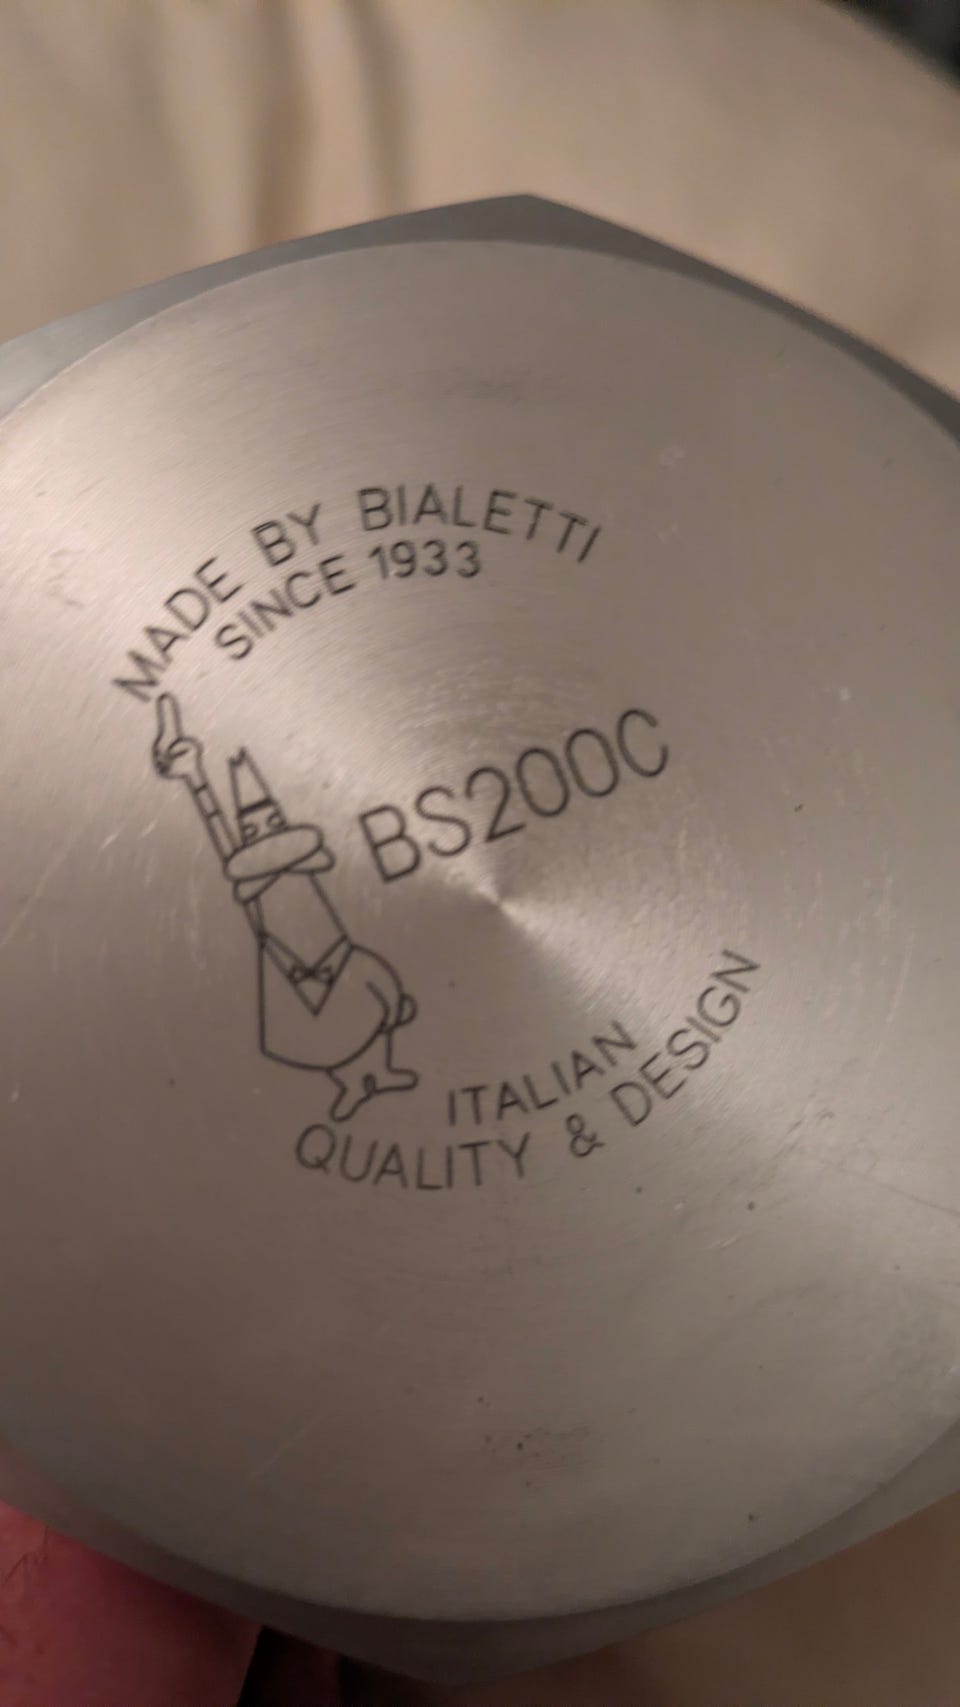 MADE BY BIALETTI
SINCE 1933
BS200C
ITALIAN
QUALITY & DESIGN